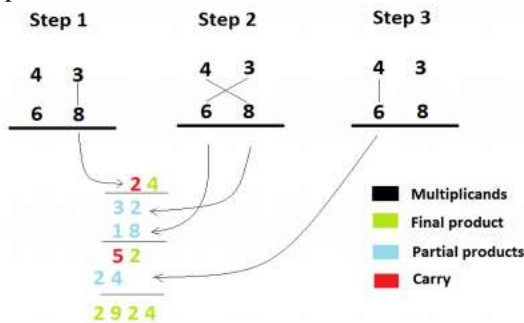 Step 1 Step 2 Step 3
4 3 4 3 4 3
6 8 6 8 6 8
2 4
3 2
1 8
5 2
2 4
2 9 2 4
Multiplicands
Final product
Partial products
Carry